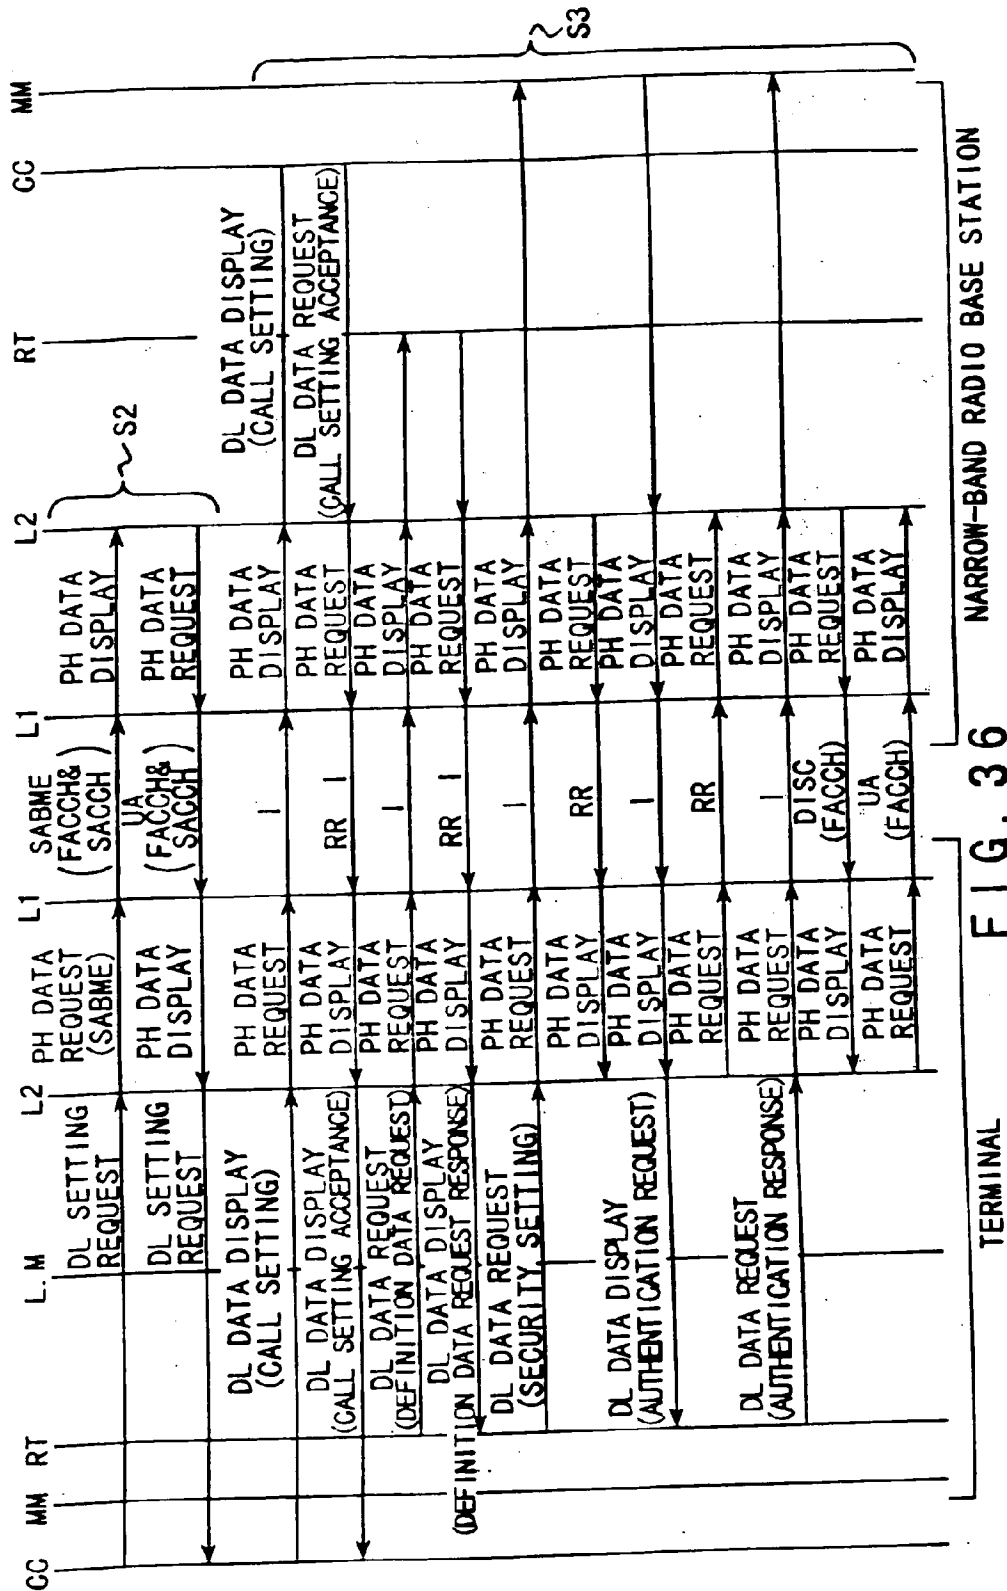 CC
MM
RT
L.M
L2
L1
L1
L2
RT
CC
MM
DL SETTING
REQUEST
PH DATA
REQUEST
(SABME)
SABME
(FACCH&
SACCH)
PH DATA
DISPLAY
~S2
DL SETTING
REQUEST
PH DATA
DISPLAY
UA
(FACCH&
SACCH)
PH DATA
REQUEST
DL DATA DISPLAY
(CALL SETTING)
PH DATA
REQUEST
I
PH DATA
DISPLAY
DL DATA DISPLAY
(CALL SETTING)
~S3
DL DATA DISPLAY
(CALL SETTING ACCEPTANCE)
PH DATA
DISPLAY
RR I
PH DATA
REQUEST
DL DATA REQUEST
(CALL SETTING ACCEPTANCE)
DL DATA REQUEST
(DEFINITION DATA REQUEST)
PH DATA
REQUEST
I
PH DATA
DISPLAY
DL DATA DISPLAY
(DEFINITION DATA REQUEST RESPONSE)
PH DATA
DISPLAY
RR I
PH DATA
REQUEST
DL DATA REQUEST
(SECURITY SETTING)
PH DATA
REQUEST
I
PH DATA
DISPLAY
PH DATA
DISPLAY
RR
PH DATA
REQUEST
DL DATA DISPLAY
(AUTHENTICATION REQUEST)
PH DATA
DISPLAY
I
PH DATA
DISPLAY
PH DATA
REQUEST
RR
PH DATA
REQUEST
DL DATA REQUEST
(AUTHENTICATION RESPONSE)
PH DATA
REQUEST
I
PH DATA
DISPLAY
PH DATA
DISPLAY
DISC
(FACCH)
PH DATA
REQUEST
PH DATA
REQUEST
UA
(FACCH)
PH DATA
DISPLAY
TERMINAL
NARROW-BAND RADIO BASE STATION
FIG. 36